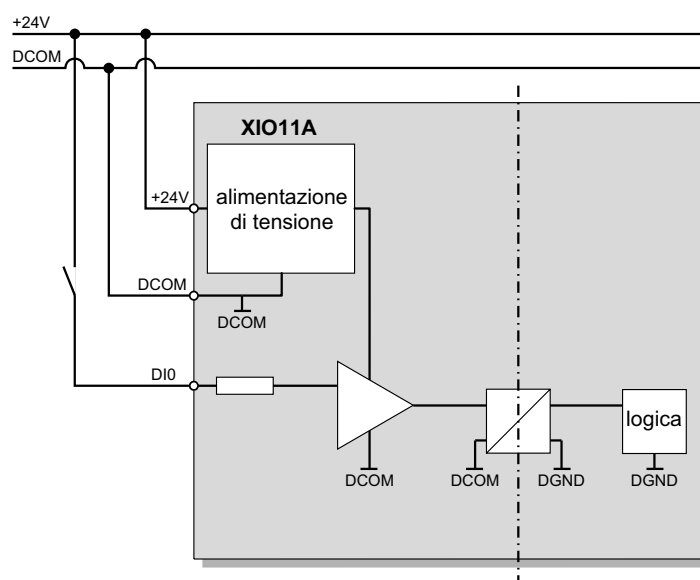 +24V
DCOM
XIO11A
+24V
alimentazione
di tensione
DCOM
DCOM
DI0
logica
DCOM
DCOM
DGND
DGND